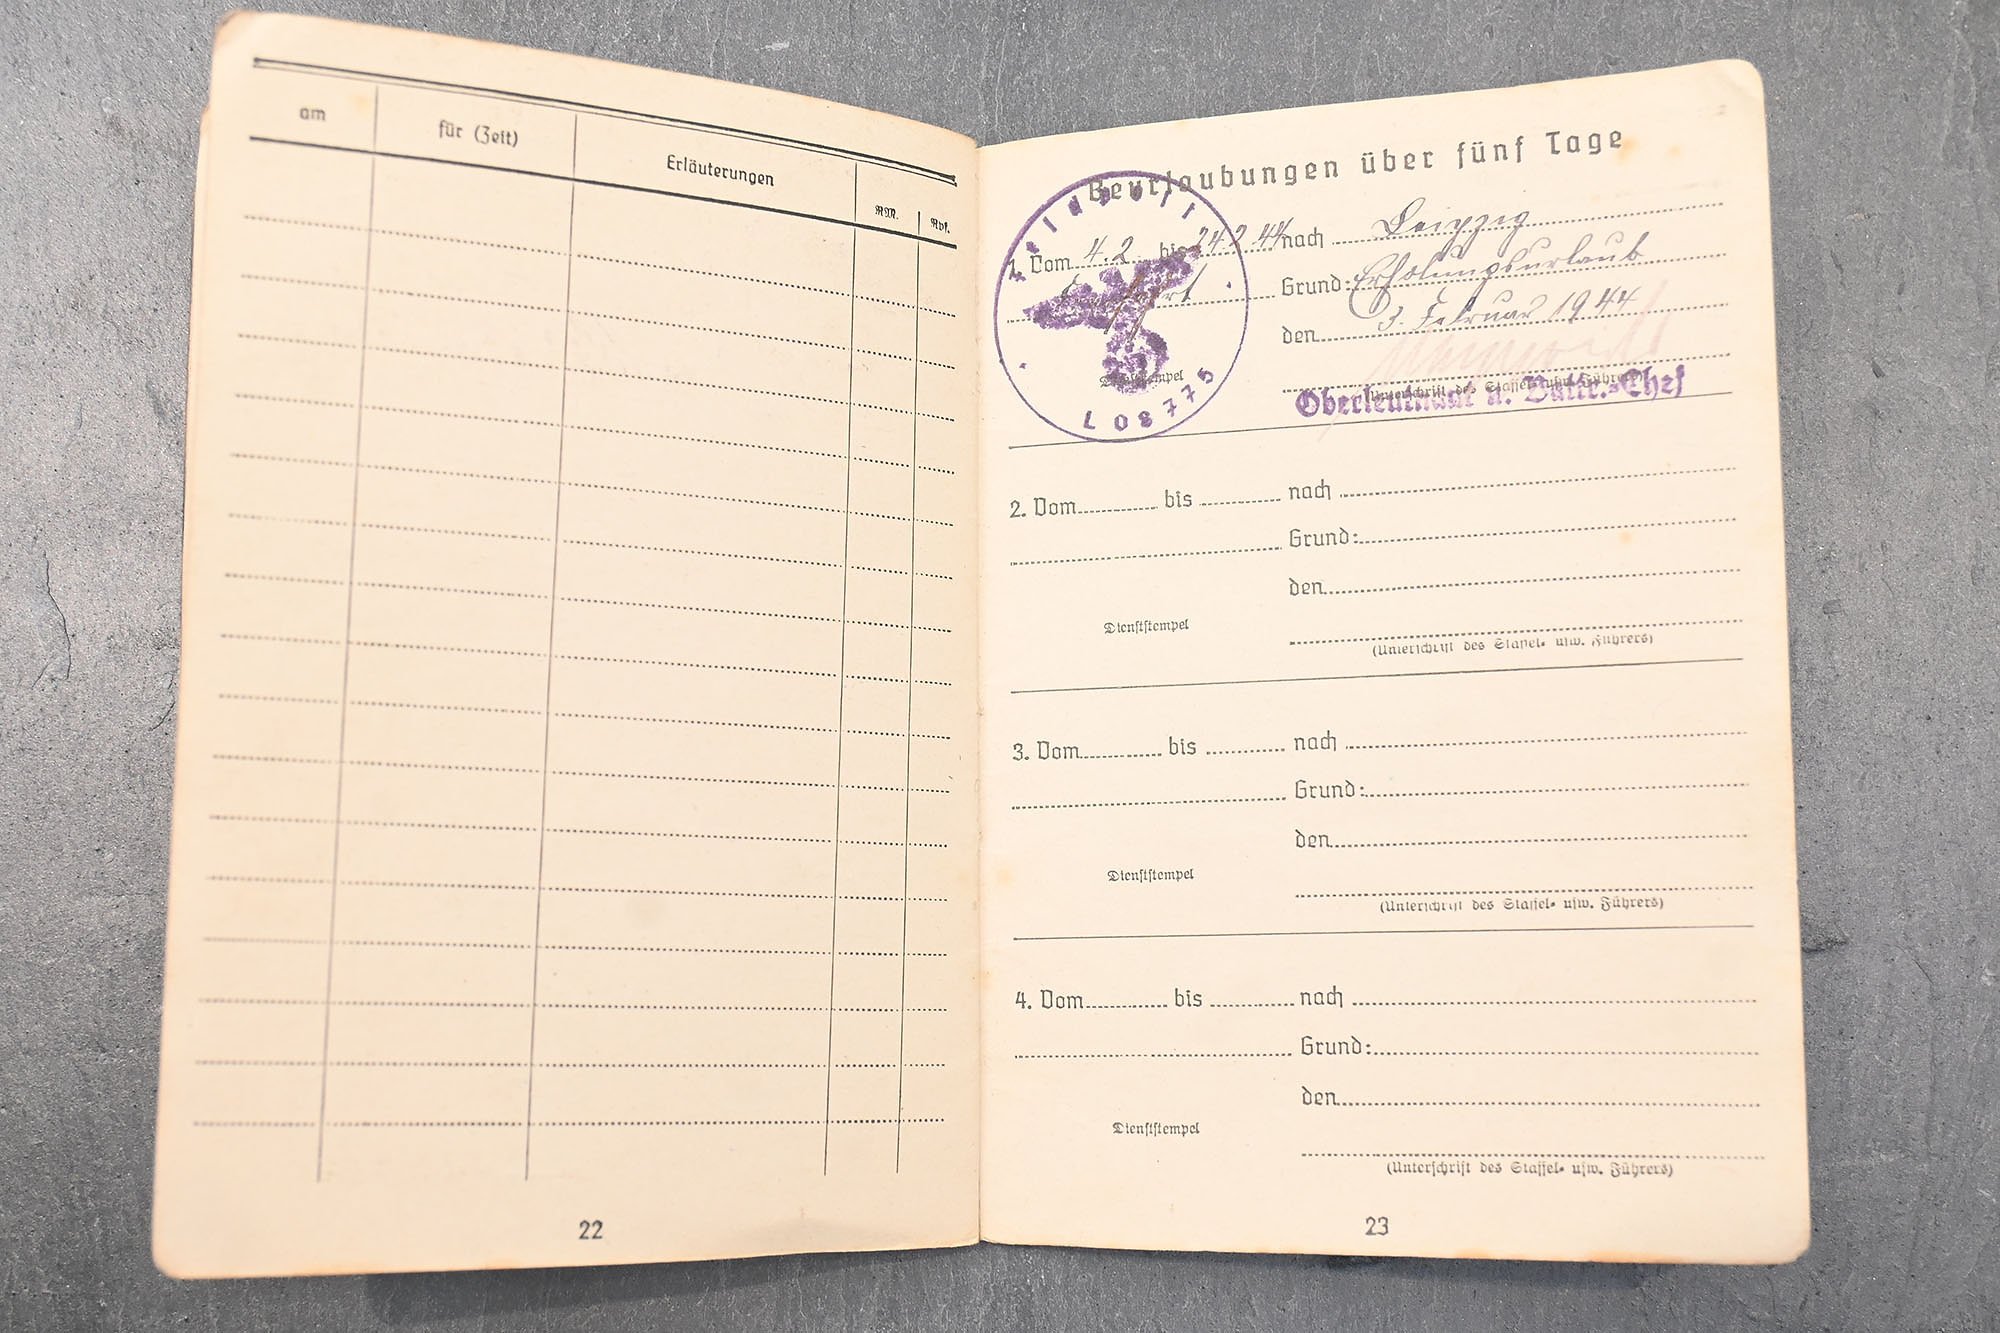 am
für (Zeit)
Erläuterungen
RM.
Rpf.
22
Beurlaubungen über fünf Tage
Feldpost
L 08775
1. Vom 4.2. bis 24.2.44 nach Leipzig
Grund: Erholungsurlaub
den 3. Februar 1944
Dienststempel
(Unterschrift des Staffel- usw. Führers)
Oberleutnant u. Battr.-Chef
2. Vom bis nach
Grund:
den
Dienststempel
(Unterschrift des Staffel- usw. Führers)
3. Vom bis nach
Grund:
den
Dienststempel
(Unterschrift des Staffel- usw. Führers)
4. Vom bis nach
Grund:
den
Dienststempel
(Unterschrift des Staffel- usw. Führers)
23